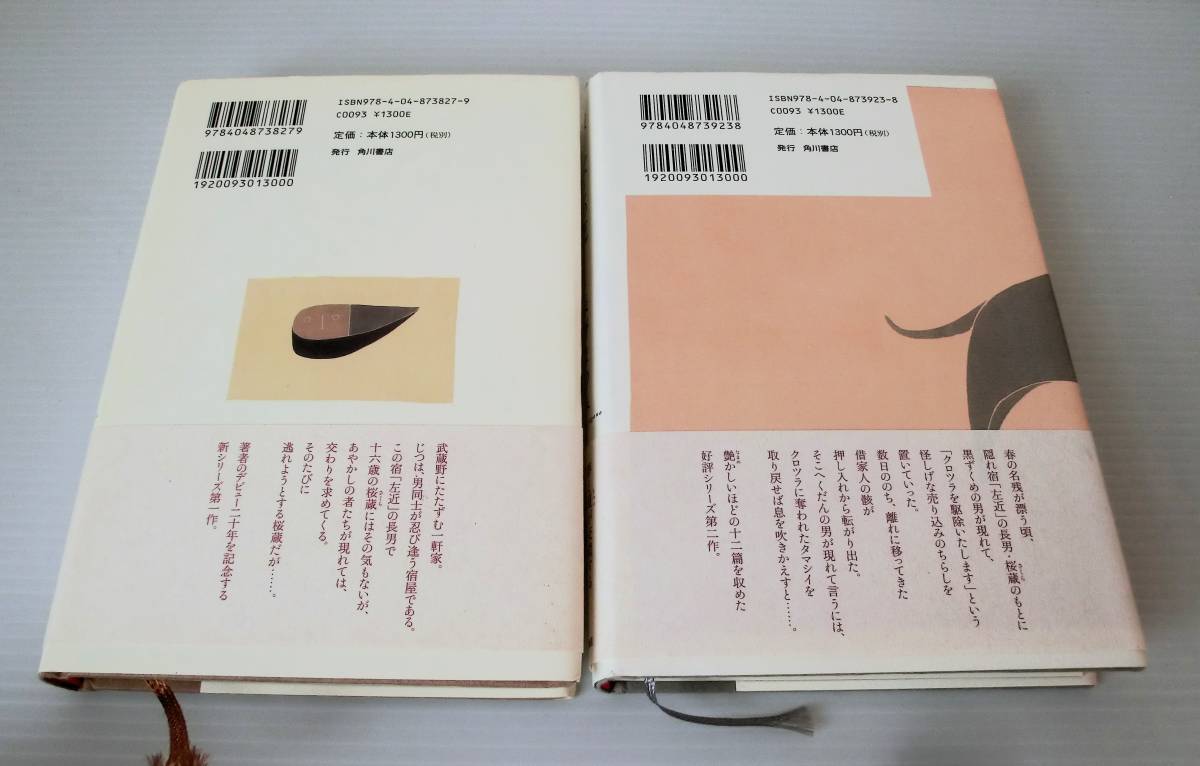 ISBN978-4-04-873827-9
C0093 ¥1300E
定価：本体1300円(税別)
発行 角川書店
9784048738279
1920093013000
武蔵野にたたずむ一軒家。
じつは、男同士が忍び逢う宿屋である。
この宿「左近」の長男で
十六歳の桜蔵にはその気もないが、
あやかしの者たちが現れては、
交わりを求めてくる。
そのたびに
逃れようとする桜蔵だが……。
著者のデビュー二十年を記念する
新シリーズ第一作。
ISBN978-4-04-873923-8
C0093 ¥1300E
定価：本体1300円(税別)
発行 角川書店
9784048739238
1920093013000
春の名残が漂う頃、
隠れ宿「左近」の長男・桜蔵のもとに
黒ずくめの男が現れて、
「クロツラを駆除いたします」という
怪しげな売り込みのちらしを
置いていった。
数日ののち、離れに移ってきた
借家人の骸が
押し入れから転がり出た。
そこへくだんの男が現れて言うには、
クロツラに奪われたタマシイを
取り戻せば息を吹きかえすと……。
艶かしいほどの十二篇を収めた
好評シリーズ第二作。